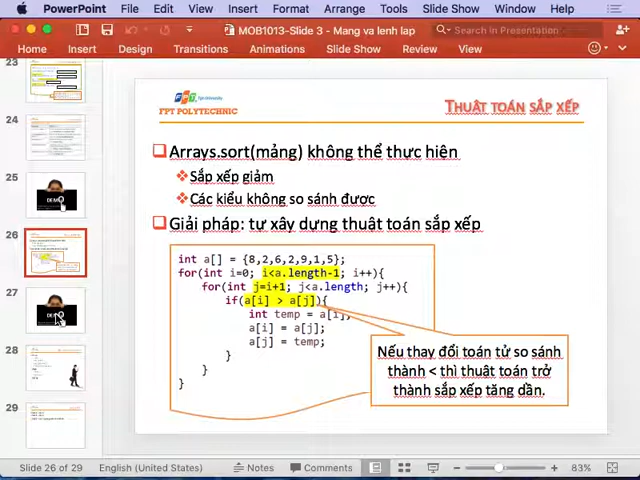 PowerPoint File Edit View Insert Format Arrange Tools Slide Show Window Help
MOB1013-Slide 3 - Mang va lenh lap
Search in Presentation
Home Insert Design Transitions Animations Slide Show Review View
23
24
25
26
27
28
29
DEMO
DEMO
FPT Fpt University
FPT POLYTECHNIC
THUẬT TOÁN SẮP XẾP
Arrays.sort(mảng) không thể thực hiện
Sắp xếp giảm
Các kiểu không so sánh được
Giải pháp: tự xây dựng thuật toán sắp xếp
int a[] = {8,2,6,2,9,1,5};
for(int i=0; i<a.length-1; i++){
for(int j=i+1; j<a.length; j++){
if(a[i] > a[j]){
int temp = a[i];
a[i] = a[j];
a[j] = temp;
}
}
}
Nếu thay đổi toán tử so sánh
thành < thì thuật toán trở
thành sắp xếp tăng dần.
Slide 26 of 29 English (United States) Notes Comments 83%